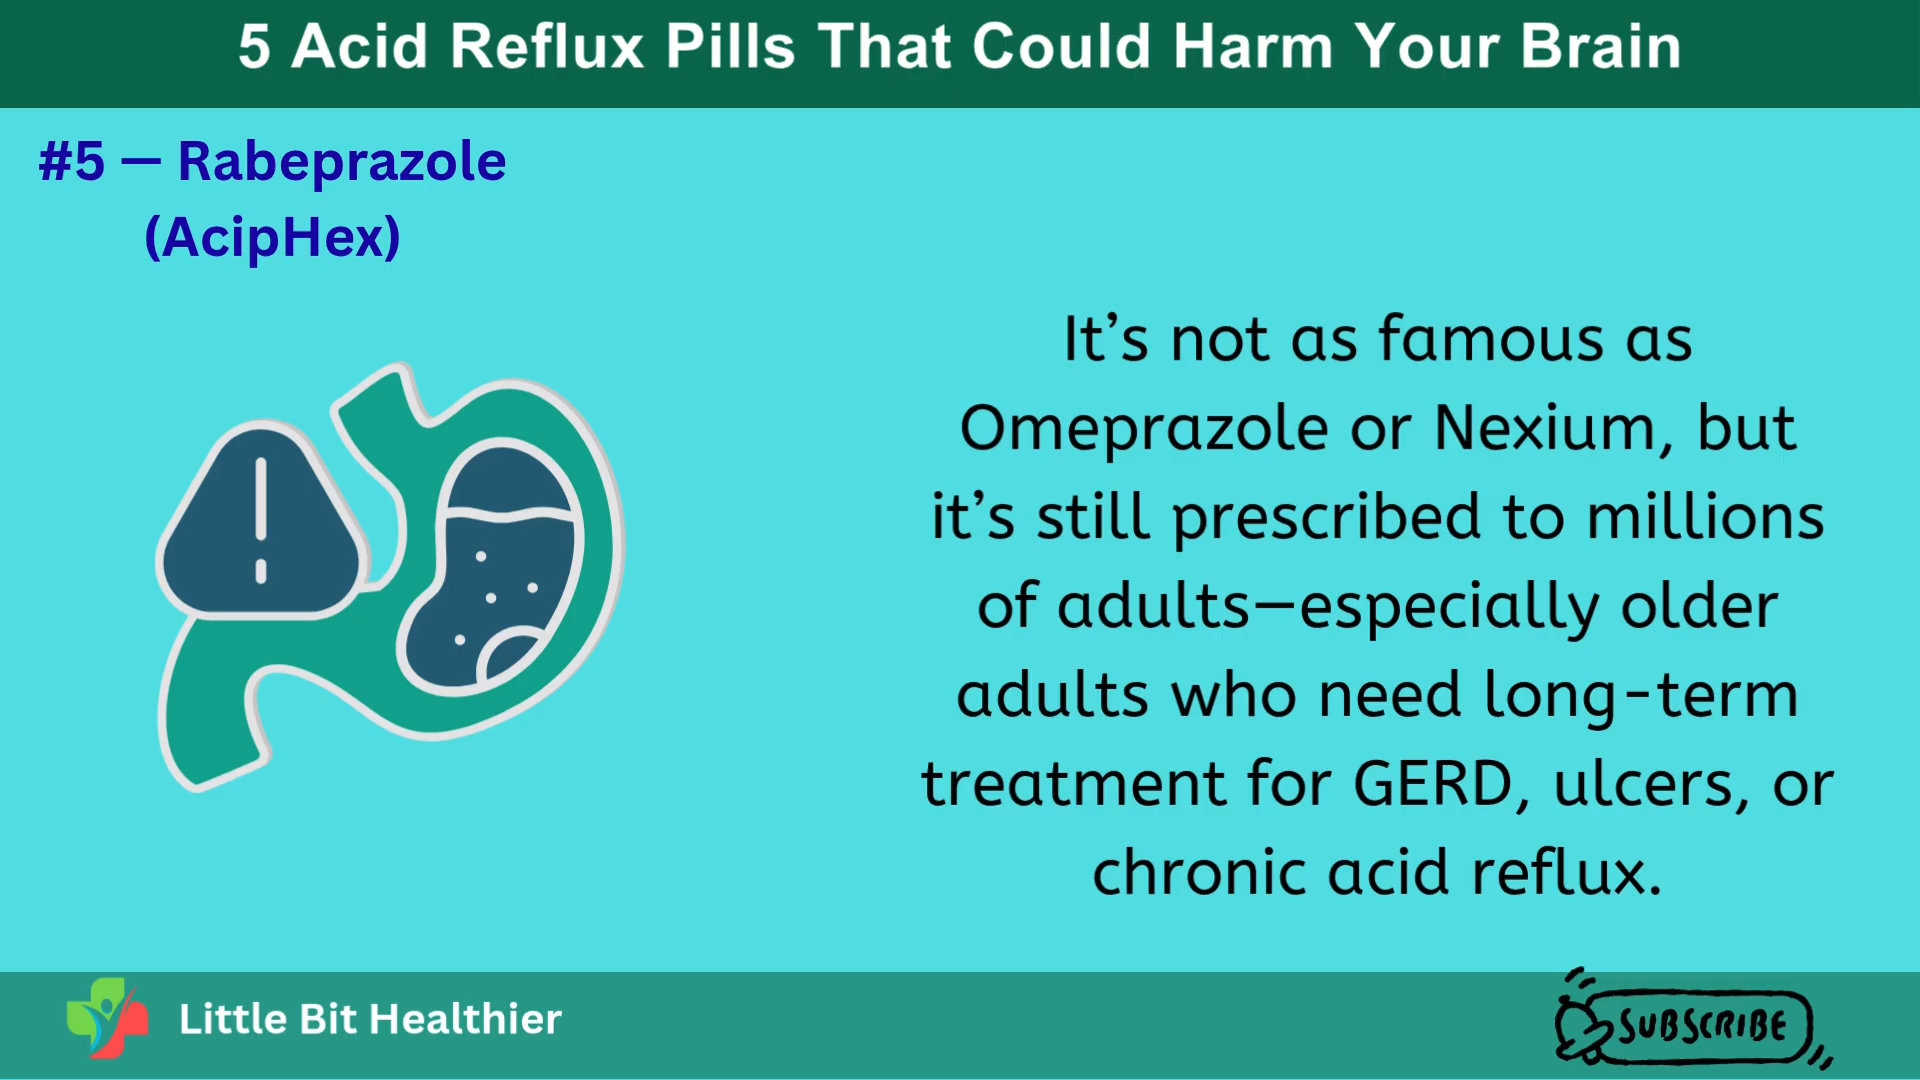 5 Acid Reflux Pills That Could Harm Your Brain
#5 — Rabeprazole
(AcipHex)
It’s not as famous as
Omeprazole or Nexium, but
it’s still prescribed to millions
of adults—especially older
adults who need long-term
treatment for GERD, ulcers, or
chronic acid reflux.
Little Bit Healthier
SUBSCRIBE